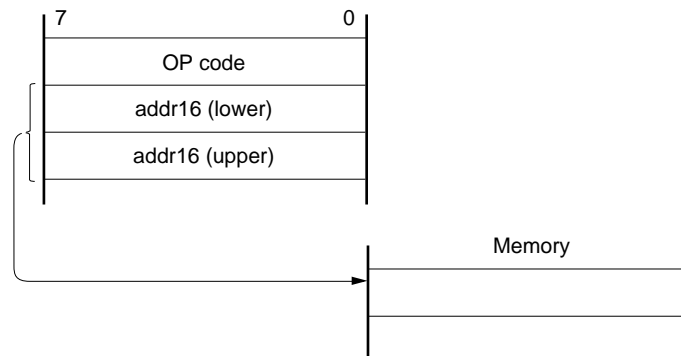 7 0
OP code
addr16 (lower)
addr16 (upper)
Memory